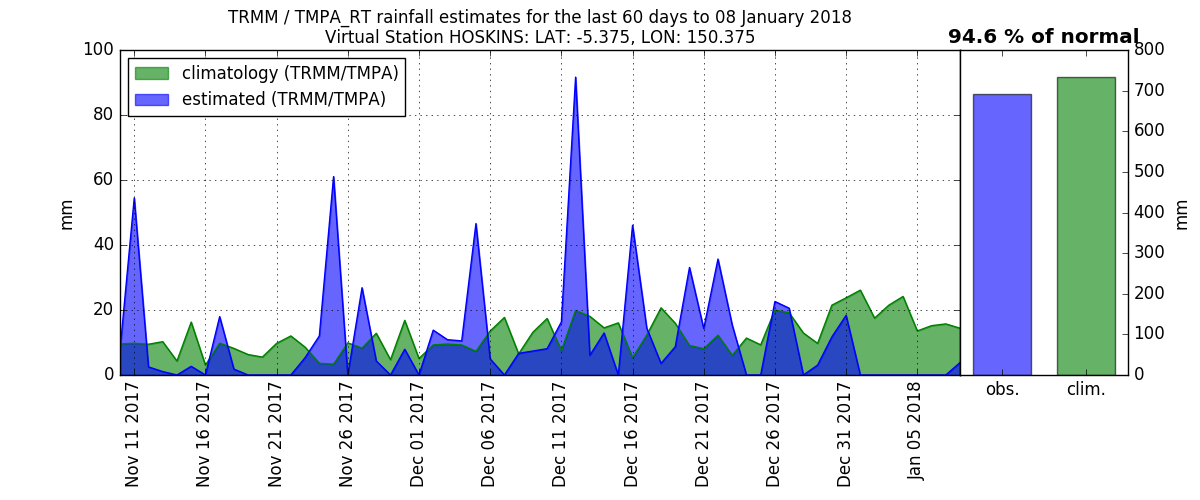 TRMM / TMPA_RT rainfall estimates for the last 60 days to 08 January 2018
Virtual Station HOSKINS: LAT: -5.375, LON: 150.375
94.6 % of normal
climatology (TRMM/TMPA)
estimated (TRMM/TMPA)
100
80
60
40
20
0
mm
800
700
600
500
400
300
200
100
0
mm
Nov 11 2017
Nov 16 2017
Nov 21 2017
Nov 26 2017
Dec 01 2017
Dec 06 2017
Dec 11 2017
Dec 16 2017
Dec 21 2017
Dec 26 2017
Dec 31 2017
Jan 05 2018
obs.
clim.